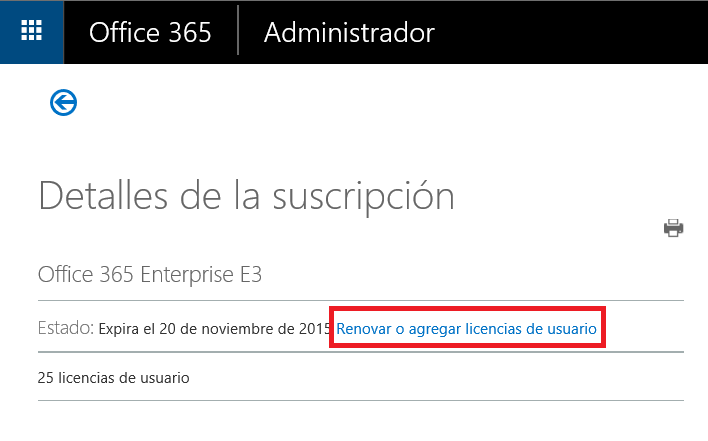 Office 365 Administrador
Detalles de la suscripción
Office 365 Enterprise E3
Estado: Expira el 20 de noviembre de 2015 Renovar o agregar licencias de usuario
25 licencias de usuario